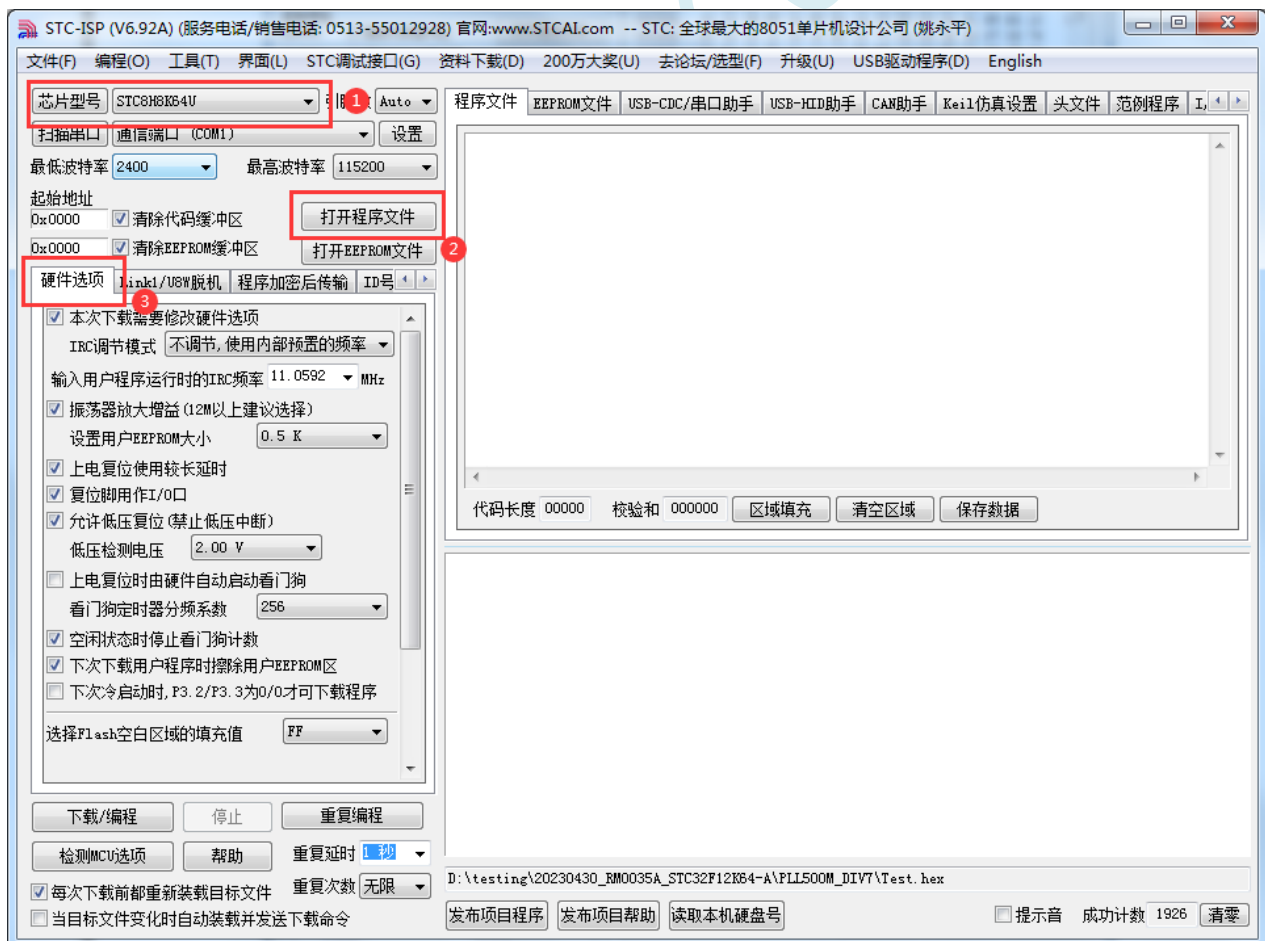 STC-ISP (V6.92A) (服务电话/销售电话: 0513-55012928) 官网:www.STCAI.com -- STC: 全球最大的8051单片机设计公司 (姚永平)
文件(F) 编程(O) 工具(T) 界面(L) STC调试接口(G) 资料下载(D) 200万大奖(U) 去论坛/选型(F) 升级(U) USB驱动程序(D) English
芯片型号 STC8H8K64U 1 Auto
扫描串口 通信端口 (COM1) 设置
最低波特率 2400 最高波特率 115200
起始地址
0x0000 清除代码缓冲区 打开程序文件
0x0000 清除EEPROM缓冲区 打开EEPROM文件 2
硬件选项 Link1/U8W脱机 程序加密后传输 ID号
3
本次下载需要修改硬件选项
IRC调节模式 不调节,使用内部预置的频率
输入用户程序运行时的IRC频率 11.0592 MHz
振荡器放大增益(12M以上建议选择)
设置用户EEPROM大小 0.5 K
上电复位使用较长延时
复位脚用作I/O口
允许低压复位(禁止低压中断)
低压检测电压 2.00 V
上电复位时由硬件自动启动看门狗
看门狗定时器分频系数 256
空闲状态时停止看门狗计数
下次下载用户程序时擦除用户EEPROM区
下次冷启动时,P3.2/P3.3为0/0才可下载程序
选择Flash空白区域的填充值 FF
下载/编程 停止 重复编程
检测MCU选项 帮助 重复延时 1 秒
每次下载前都重新装载目标文件 重复次数 无限
当目标文件变化时自动装载并发送下载命令
程序文件 EEPROM文件 USB-CDC/串口助手 USB-HID助手 CAN助手 Keil仿真设置 头文件 范例程序 I/
代码长度 00000 校验和 000000 区域填充 清空区域 保存数据
D:\testing\20230430_RM0035A_STC32F12K64-A\PLL500M_DIV7\Test.hex
发布项目程序 发布项目帮助 读取本机硬盘号 提示音 成功计数 1926 清零